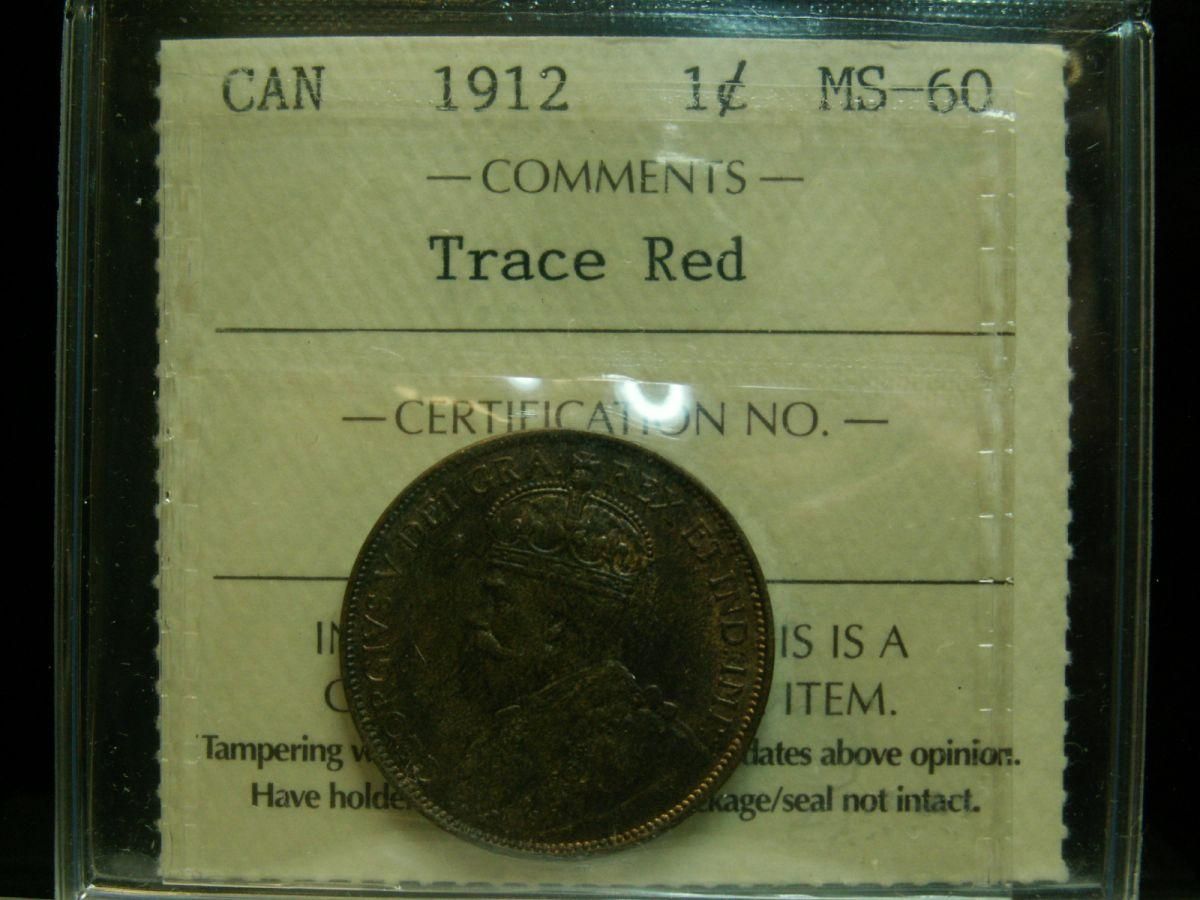 CAN 1912 1¢ MS-60
— COMMENTS —
Trace Red
— CERTIFICATION NO. —
GEORGIVS V DEI GRA: REX ET IND:IMP:
IS IS A
ITEM.
Tampering dates above opinion.
Have holder kage/seal not intact.